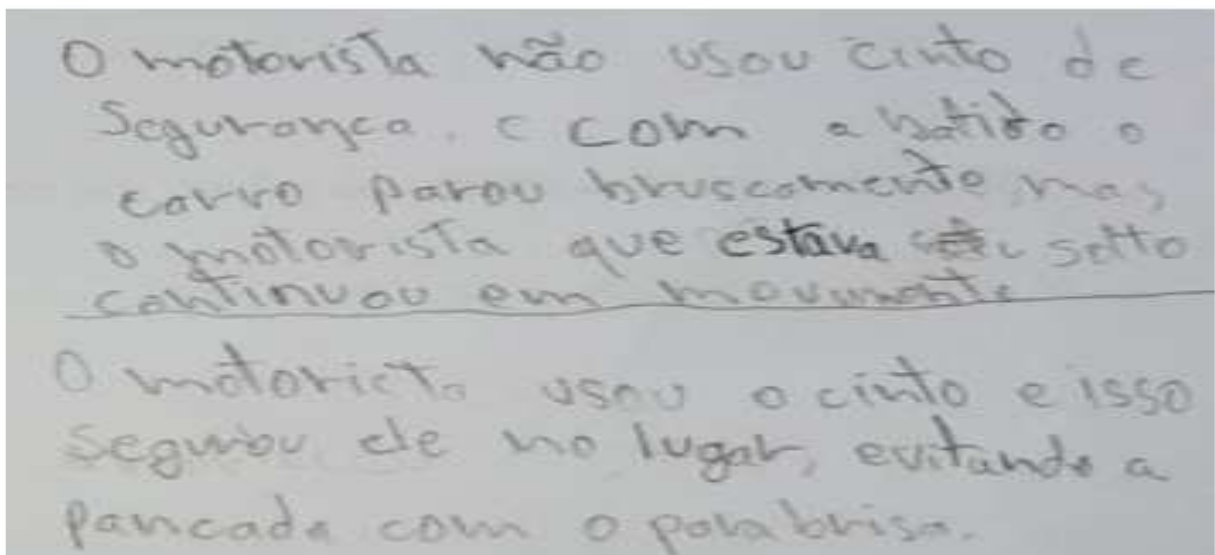 O motorista não usou cinto de
Segurança. e com a batida o
carro parou bruscamente, mas
o motorista que estava solto
continuou em movimento
O motorista usou o cinto e isso
segurou ele no lugar, evitando a
pancada com o parabrisa.